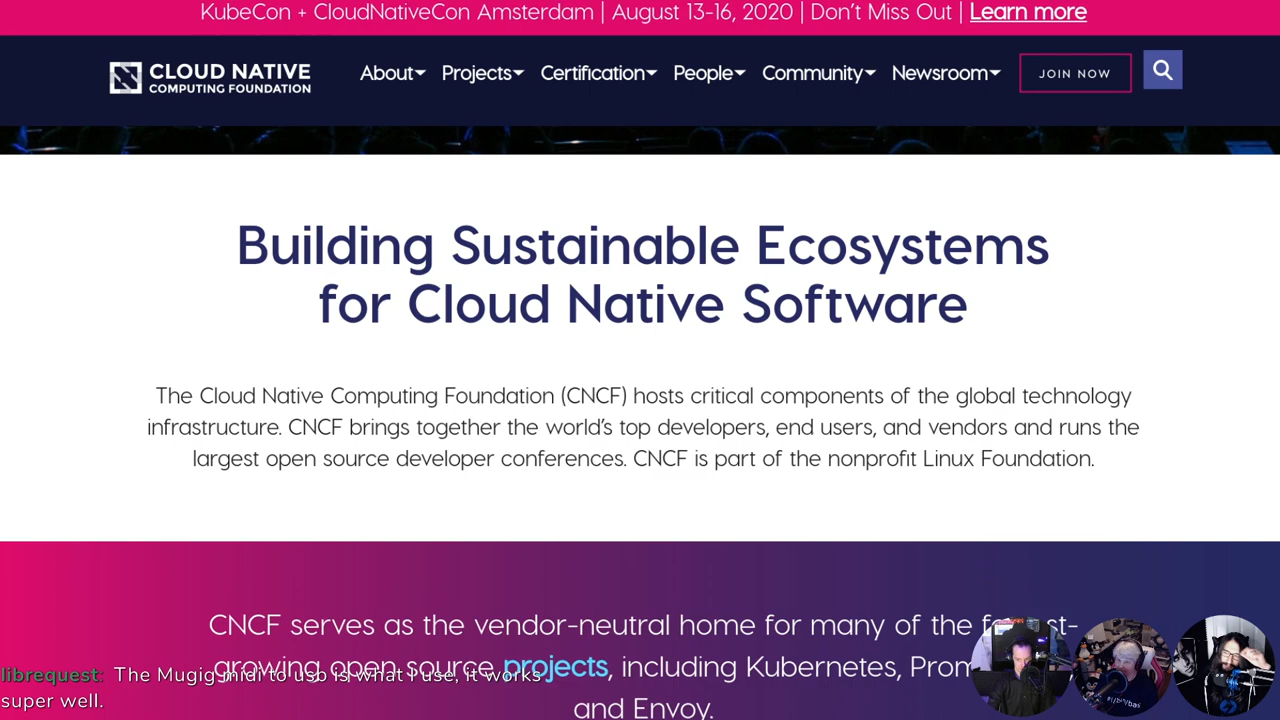 KubeCon + CloudNativeCon Amsterdam | August 13-16, 2020 | Don't Miss Out | Learn more
CLOUD NATIVE
COMPUTING FOUNDATION
About Projects Certification People Community Newsroom JOIN NOW
Building Sustainable Ecosystems
for Cloud Native Software
The Cloud Native Computing Foundation (CNCF) hosts critical components of the global technology
infrastructure. CNCF brings together the world's top developers, end users, and vendors and runs the
largest open source developer conferences. CNCF is part of the nonprofit Linux Foundation.
CNCF serves as the vendor-neutral home for many of the
growing open source projects, including Kubernetes,
and Envoy.
librequest: The Mugig midi to usb is what I use, it works
super well.